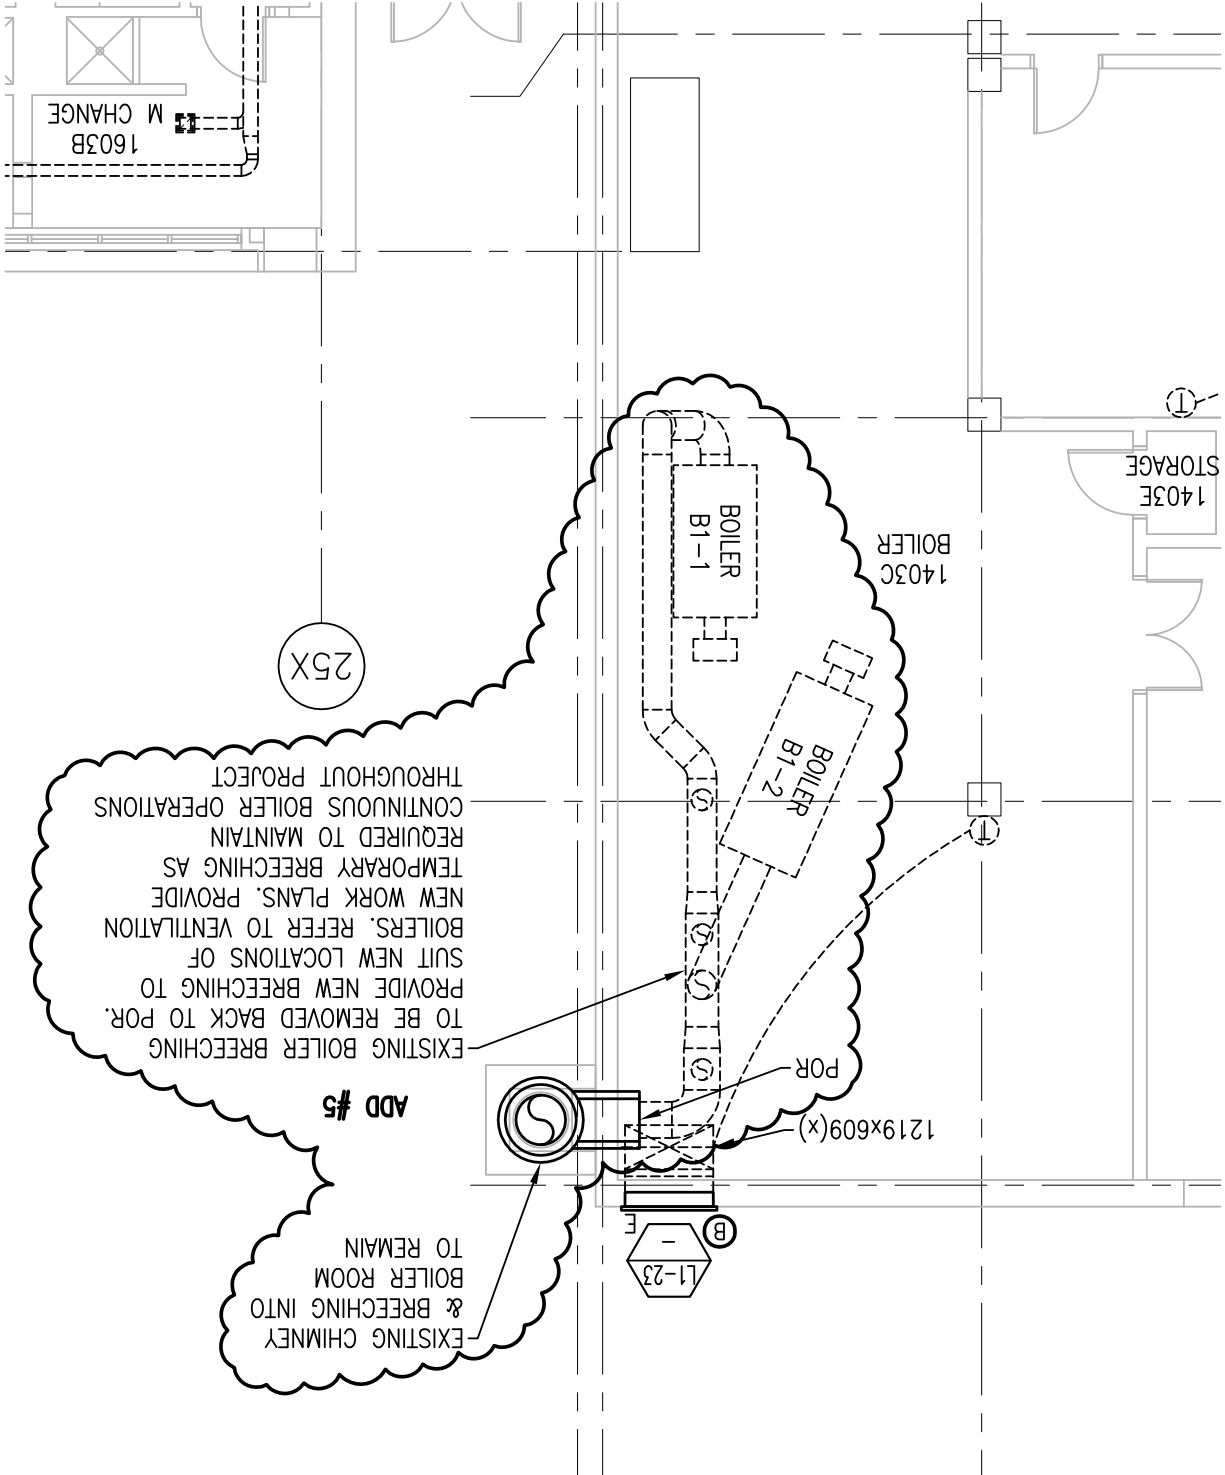 EXISTING CHIMNEY
& BREECHING INTO
BOILER ROOM
TO REMAIN
L1-23
-
B
E
1219x609(x)
POR
ADD #5
EXISTING BOILER BREECHING
TO BE REMOVED BACK TO POR.
PROVIDE NEW BREECHING TO
SUIT NEW LOCATIONS OF
BOILERS. REFER TO VENTILATION
NEW WORK PLANS. PROVIDE
TEMPORARY BREECHING AS
REQUIRED TO MAINTAIN
CONTINUOUS BOILER OPERATIONS
THROUGHOUT PROJECT
T
BOILER
B1-2
25X
1403C
BOILER
BOILER
B1-1
1403E
STORAGE
T
1603B
M CHANGE